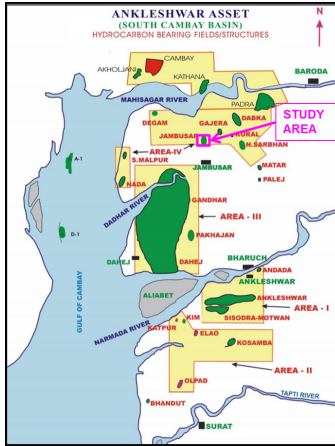 ANKLESHWAR ASSET
(SOUTH CAMBAY BASIN)
HYDROCARBON BEARING FIELDS/STRUCTURES
N
CAMBAY
AKHOLJANI
KATHANA
BARODA
MAHISAGAR RIVER
PADRA
STUDY
AREA
DEGAM
GAJERA
DABKA
JAMBUSAR
KURAL
N.SARBHAN
AREA-IV
S.MALPUR
JAMBUSAR
MATAR
PALEJ
A-1
NADA
DADHAR RIVER
GANDHAR
AREA - III
PAKHAJAN
D-1
DAHEJ
DAHEJ
BHARUCH
ANDADA
ANKLESHWAR
ALIABET
ANKLESHWAR
AREA - I
SISODRA-MOTWAN
GULF OF CAMBAY
NARMADA RIVER
KIM
KATPUR
ELAO
KOSAMBA
AREA - II
OLPAD
BHANDUT
TAPTI RIVER
SURAT